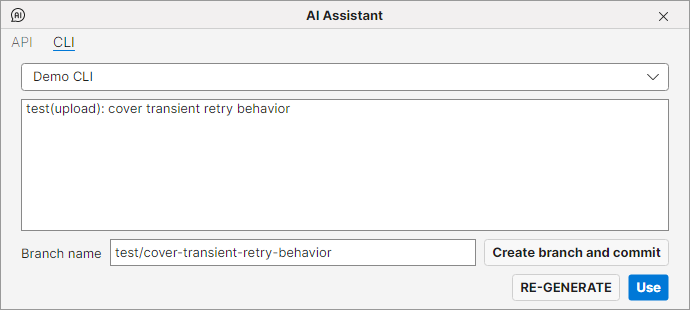 AI
AI Assistant
API CLI
Demo CLI
test(upload): cover transient retry behavior
Branch name test/cover-transient-retry-behavior Create branch and commit
RE-GENERATE Use